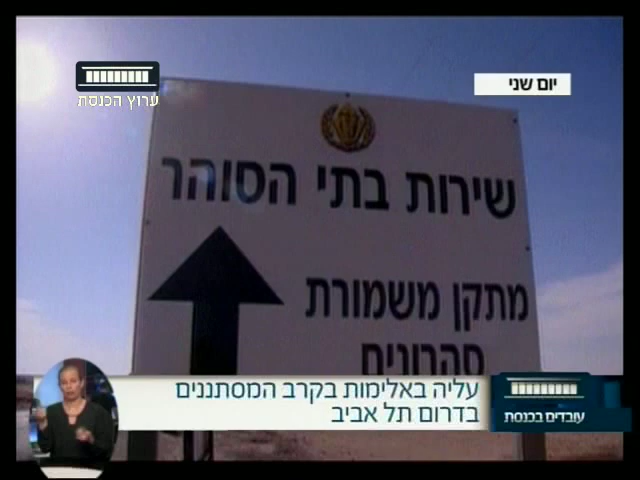 ערוץ הכנסת
יום שני
שירות בתי הסוהר
מתקן משמורת
סהרונים
עליה באלימות בקרב המסתננים
בדרום תל אביב
עובדים בכנסת